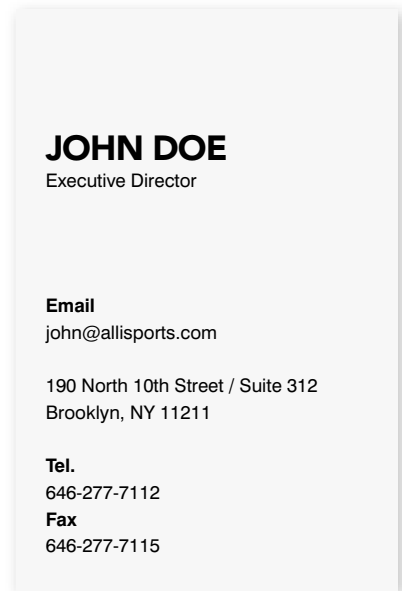 JOHN DOE
Executive Director
Email
john@allisports.com
190 North 10th Street / Suite 312
Brooklyn, NY 11211
Tel.
646-277-7112
Fax
646-277-7115